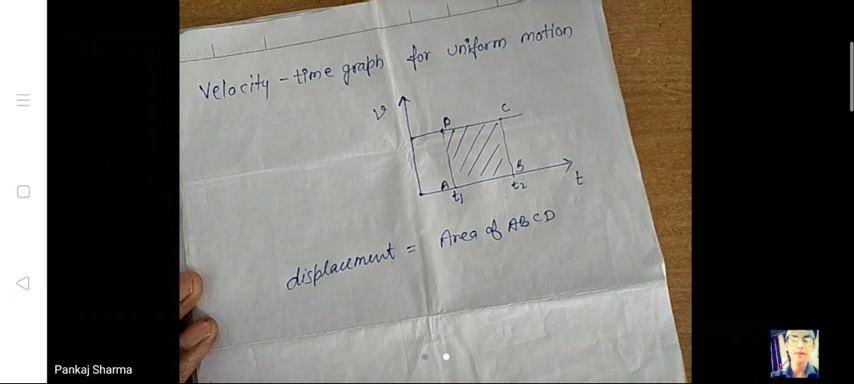 Velocity - time graph for uniform motion
v
D C
A B
t1 t2 t
displacement = Area of ABCD
Pankaj Sharma